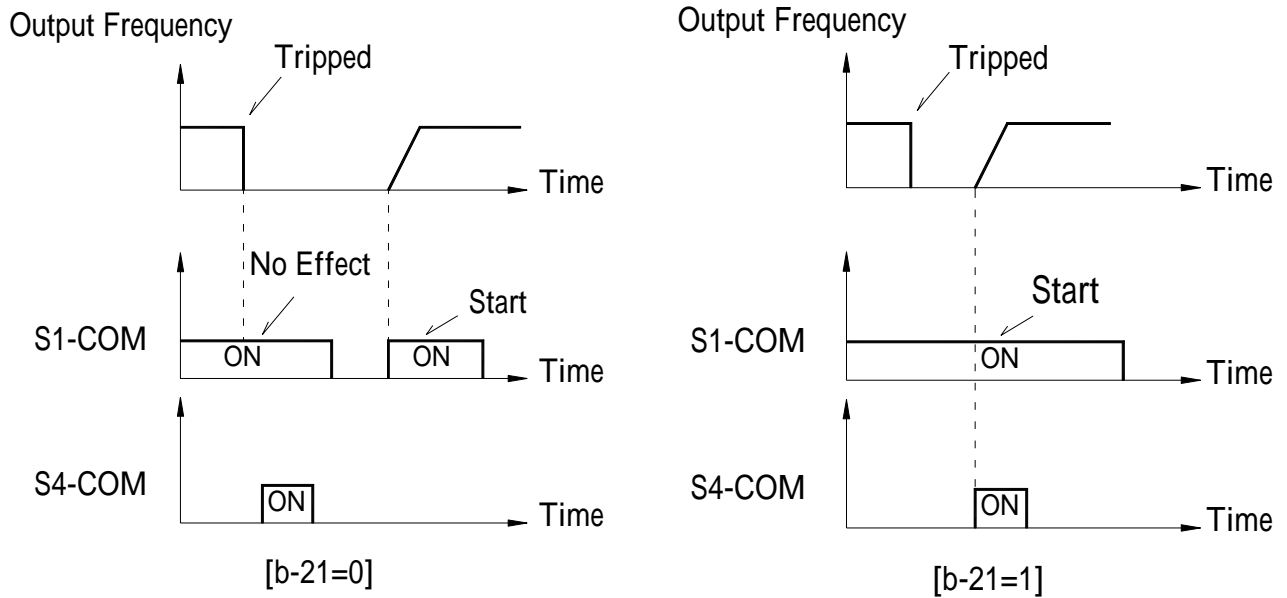 Output Frequency
Tripped
Time
No Effect
Start
S1-COM
ON
ON
Time
S4-COM
ON
Time
[b-21=0]
Output Frequency
Tripped
Time
Start
S1-COM
ON
Time
S4-COM
ON
Time
[b-21=1]